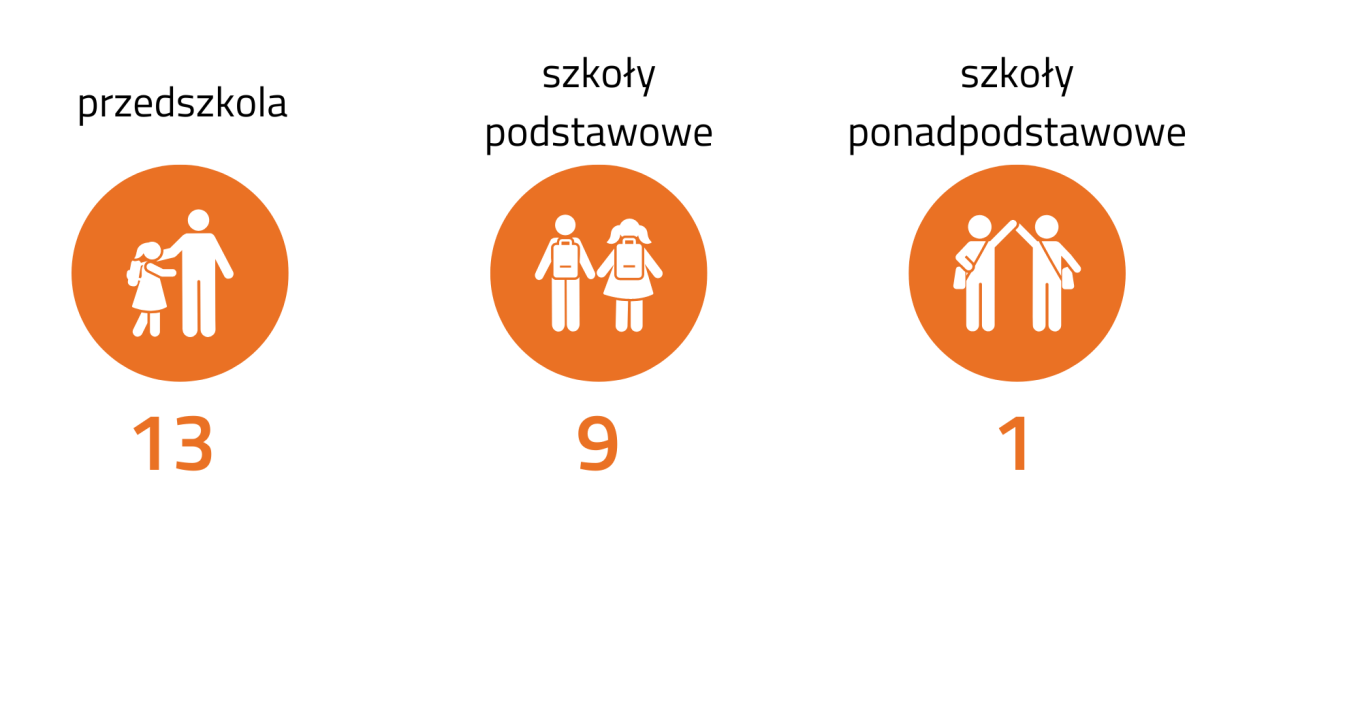 przedszkola
szkoły
podstawowe
szkoły
ponadpodstawowe
13
9
1